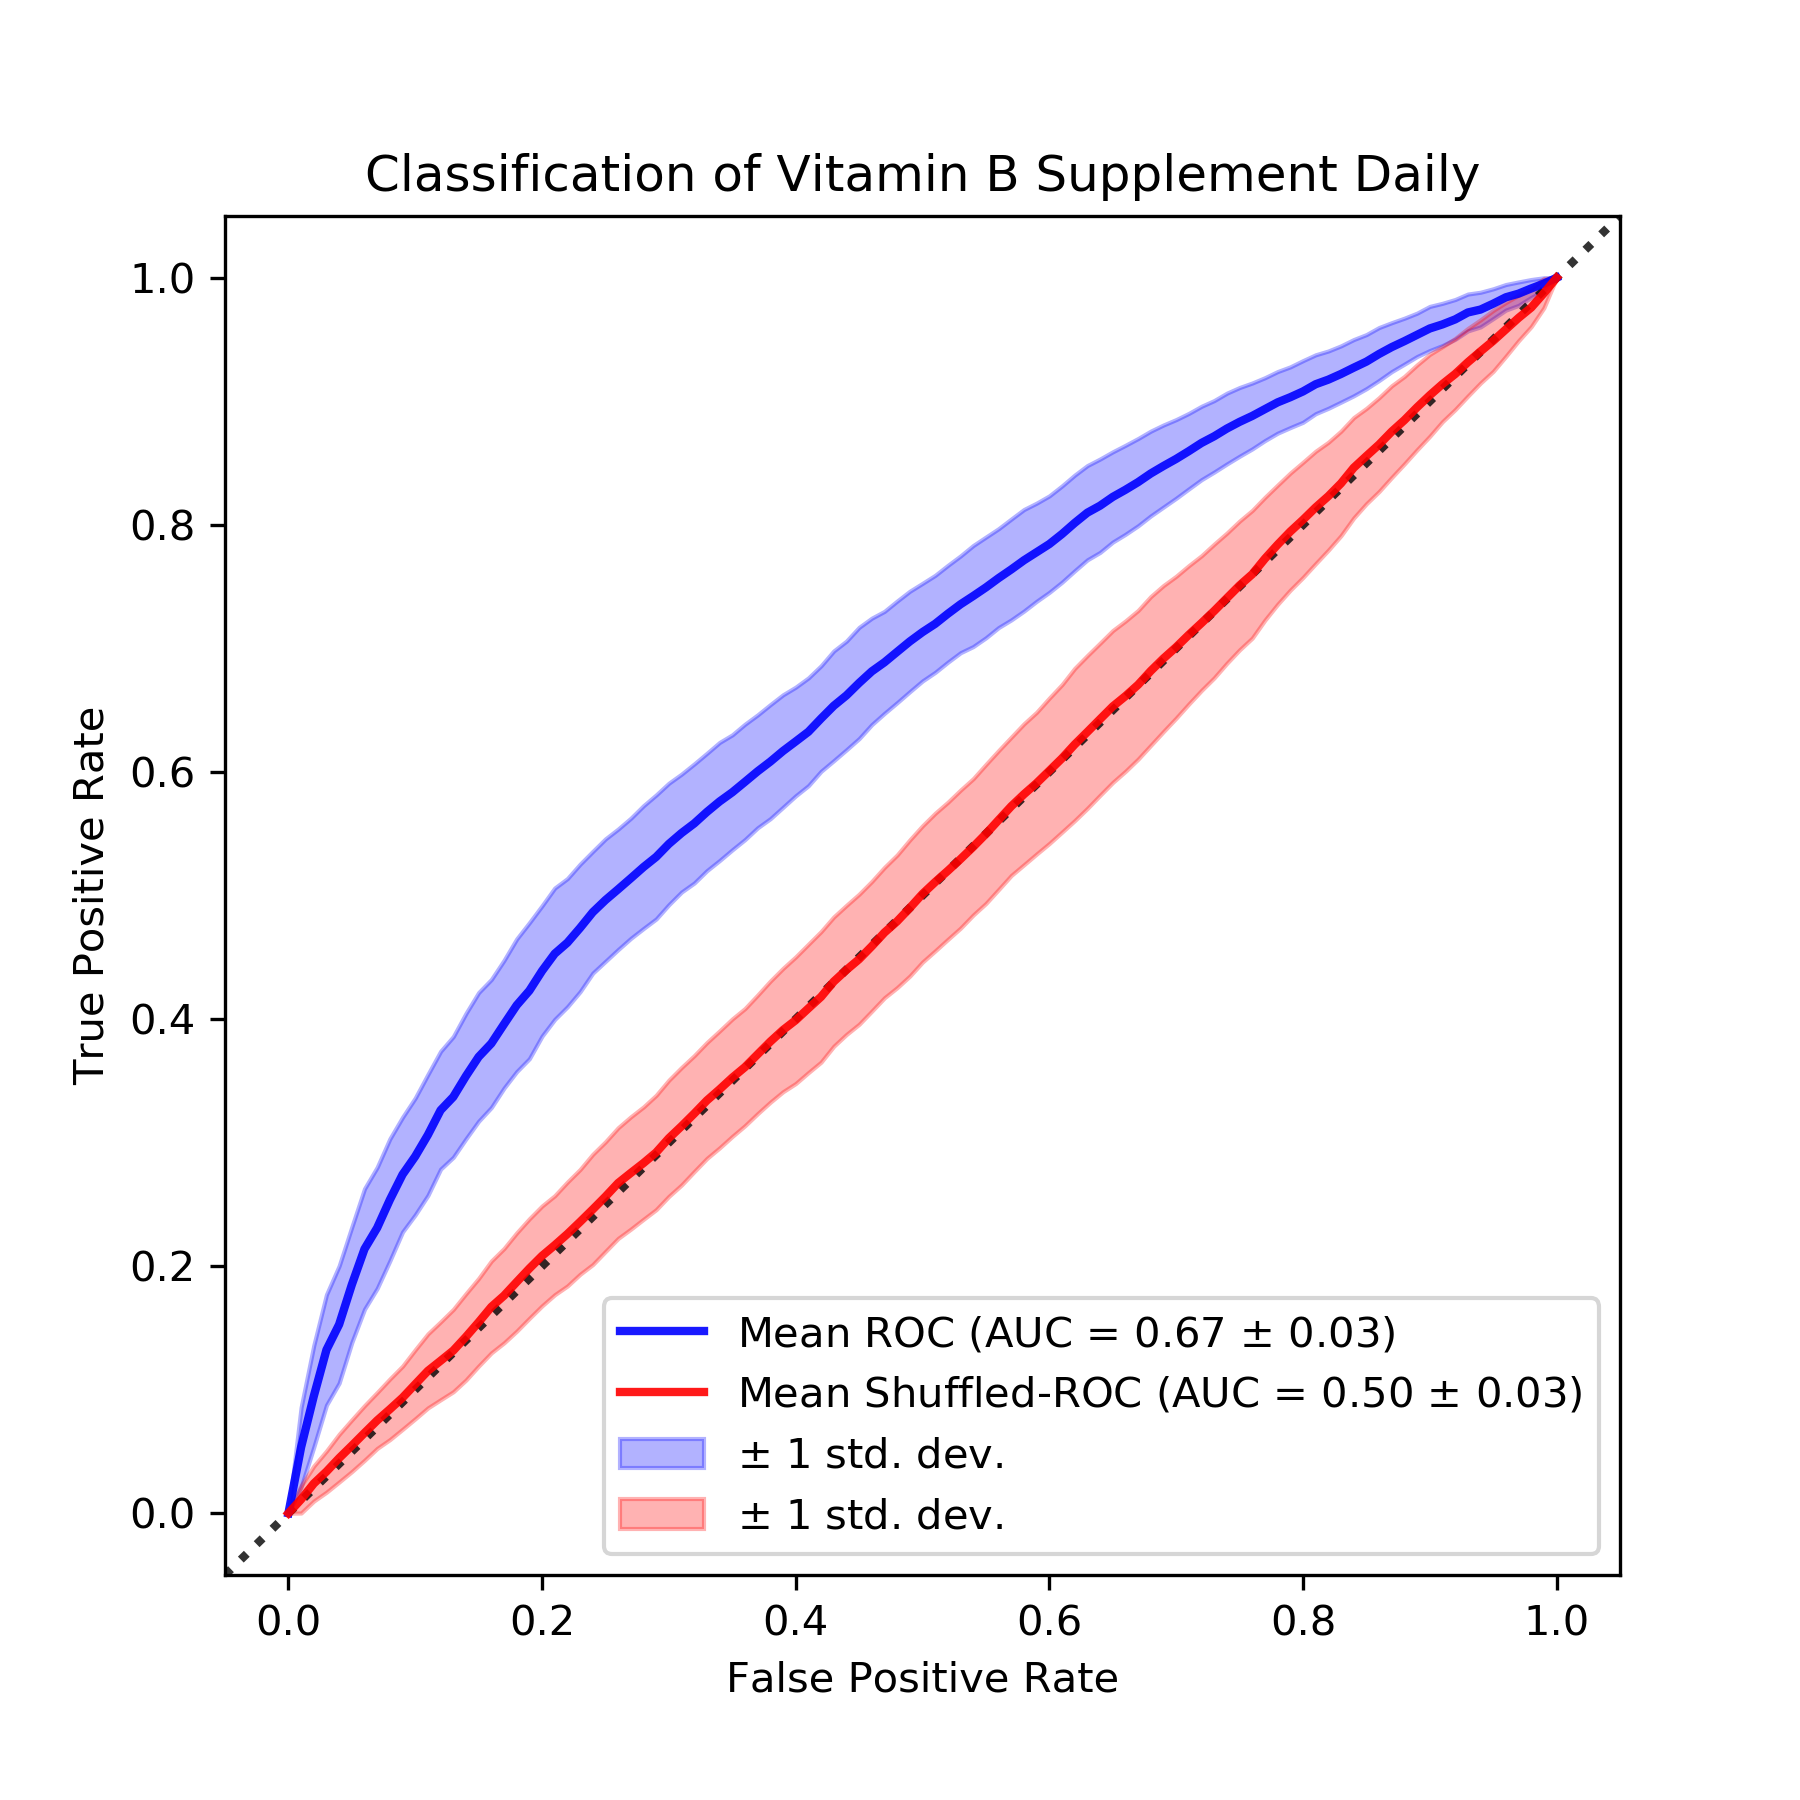 Classification of Vitamin B Supplement Daily
1.0
0.8
0.6
0.4
0.2
0.0
True Positive Rate
Mean ROC (AUC = 0.67 ± 0.03)
Mean Shuffled-ROC (AUC = 0.50 ± 0.03)
± 1 std. dev.
± 1 std. dev.
0.0 0.2 0.4 0.6 0.8 1.0
False Positive Rate